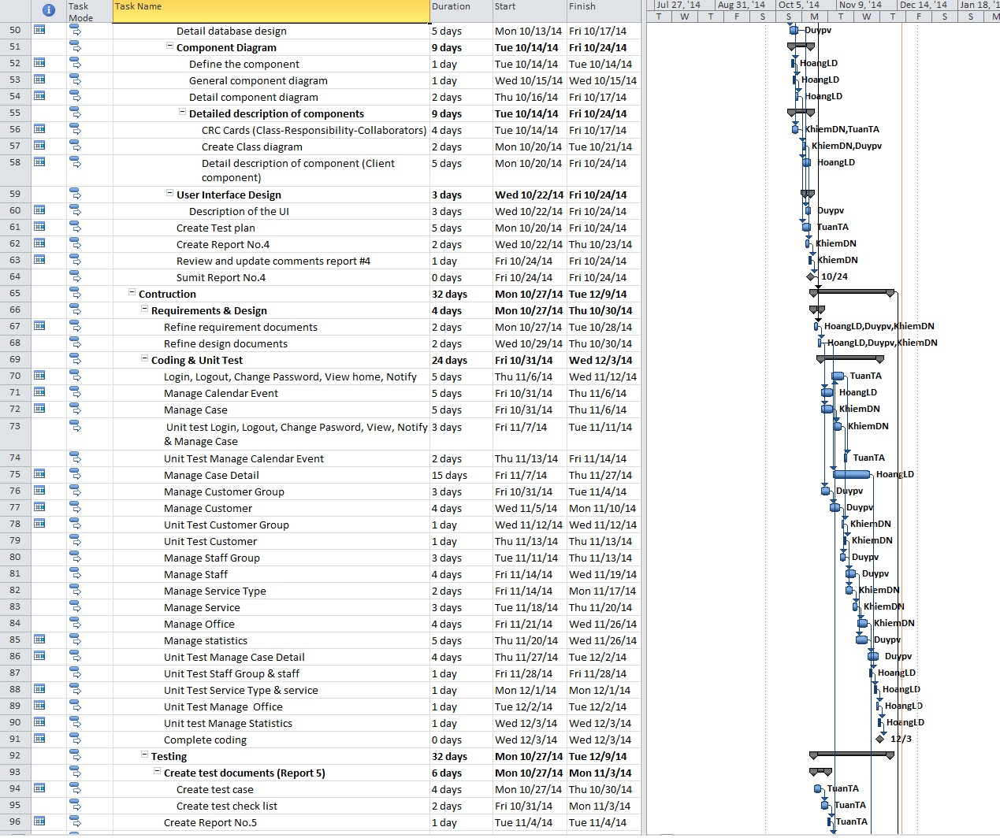 Task Mode Task Name Duration Start Finish Jul 27, '14 Aug 31, '14 Oct 5, '14 Nov 9, '14 Dec 14, '14 Jan 18, '1
T W T F S S M T W T F S S M
50 Detail database design 5 days Mon 10/13/14 Fri 10/17/14 Duypv
51 Component Diagram 9 days Tue 10/14/14 Fri 10/24/14
52 Define the component 1 day Tue 10/14/14 Tue 10/14/14 HoangLD
53 General component diagram 1 day Wed 10/15/14 Wed 10/15/14 HoangLD
54 Detail component diagram 2 days Thu 10/16/14 Fri 10/17/14 HoangLD
55 Detailed description of components 9 days Tue 10/14/14 Fri 10/24/14
56 CRC Cards (Class-Responsibility-Collaborators) 4 days Tue 10/14/14 Fri 10/17/14 KhiemDN,TuanTA
57 Create Class diagram 2 days Mon 10/20/14 Tue 10/21/14 KhiemDN,Duypv
58 Detail description of component (Client 5 days Mon 10/20/14 Fri 10/24/14 HoangLD
component)
59 User Interface Design 3 days Wed 10/22/14 Fri 10/24/14
60 Description of the UI 3 days Wed 10/22/14 Fri 10/24/14 Duypv
61 Create Test plan 5 days Mon 10/20/14 Fri 10/24/14 TuanTA
62 Create Report No.4 2 days Wed 10/22/14 Thu 10/23/14 KhiemDN
63 Review and update comments report #4 1 day Fri 10/24/14 Fri 10/24/14 KhiemDN
64 Sumit Report No.4 0 days Fri 10/24/14 Fri 10/24/14 10/24
65 Contruction 32 days Mon 10/27/14 Tue 12/9/14
66 Requirements & Design 4 days Mon 10/27/14 Thu 10/30/14
67 Refine requirement documents 2 days Mon 10/27/14 Tue 10/28/14 HoangLD,Duypv,KhiemDN
68 Refine design documents 2 days Wed 10/29/14 Thu 10/30/14 HoangLD,Duypv,KhiemDN
69 Coding & Unit Test 24 days Fri 10/31/14 Wed 12/3/14
70 Login, Logout, Change Password, View home, Notify 5 days Thu 11/6/14 Wed 11/12/14 TuanTA
71 Manage Calendar Event 5 days Fri 10/31/14 Thu 11/6/14 HoangLD
72 Manage Case 5 days Fri 10/31/14 Thu 11/6/14 KhiemDN
73 Unit test Login, Logout, Change Pasword, View, Notify 3 days Fri 11/7/14 Tue 11/11/14 KhiemDN
& Manage Case
74 Unit Test Manage Calendar Event 2 days Thu 11/13/14 Fri 11/14/14 TuanTA
75 Manage Case Detail 15 days Fri 11/7/14 Thu 11/27/14 HoangLD
76 Manage Customer Group 3 days Fri 10/31/14 Tue 11/4/14 Duypv
77 Manage Customer 4 days Wed 11/5/14 Mon 11/10/14 Duypv
78 Unit Test Customer Group 1 day Wed 11/12/14 Wed 11/12/14 KhiemDN
79 Unit Test Customer 1 day Thu 11/13/14 Thu 11/13/14 KhiemDN
80 Manage Staff Group 3 days Tue 11/11/14 Thu 11/13/14 Duypv
81 Manage Staff 4 days Fri 11/14/14 Wed 11/19/14 Duypv
82 Manage Service Type 2 days Fri 11/14/14 Mon 11/17/14 KhiemDN
83 Manage Service 3 days Tue 11/18/14 Thu 11/20/14 KhiemDN
84 Manage Office 4 days Fri 11/21/14 Wed 11/26/14 KhiemDN
85 Manage statistics 5 days Thu 11/20/14 Wed 11/26/14 Duypv
86 Unit Test Manage Case Detail 4 days Thu 11/27/14 Tue 12/2/14 Duypv
87 Unit Test Staff Group & staff 1 day Fri 11/28/14 Fri 11/28/14 HoangLD
88 Unit Test Service Type & service 1 day Mon 12/1/14 Mon 12/1/14 HoangLD
89 Unit Test Manage Office 1 day Tue 12/2/14 Tue 12/2/14 HoangLD
90 Unit test Manage Statistics 1 day Wed 12/3/14 Wed 12/3/14 HoangLD
91 Complete coding 0 days Wed 12/3/14 Wed 12/3/14 12/3
92 Testing 32 days Mon 10/27/14 Tue 12/9/14
93 Create test documents (Report 5) 6 days Mon 10/27/14 Mon 11/3/14
94 Create test case 4 days Mon 10/27/14 Thu 10/30/14 TuanTA
95 Create test check list 2 days Fri 10/31/14 Mon 11/3/14 TuanTA
96 Create Report No.5 1 day Tue 11/4/14 Tue 11/4/14 TuanTA